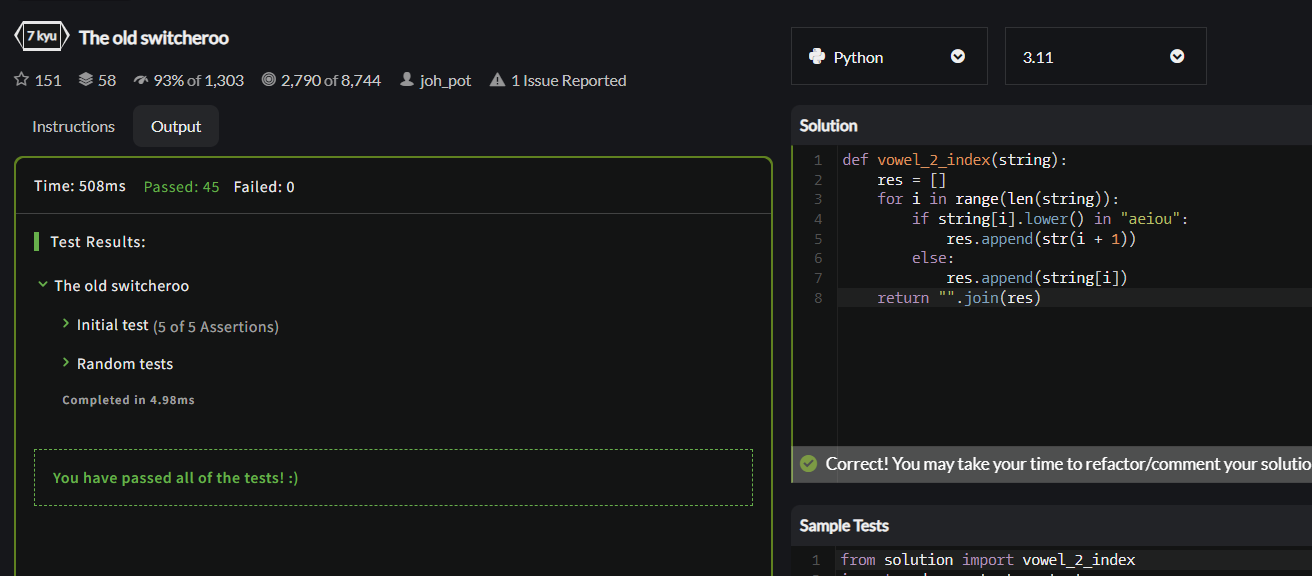 7 kyu The old switcheroo
151 58 93% of 1,303 2,790 of 8,744 joh_pot 1 Issue Reported
Instructions Output
Time: 508ms Passed: 45 Failed: 0
Test Results:
The old switcheroo
Initial test (5 of 5 Assertions)
Random tests
Completed in 4.98ms
You have passed all of the tests! :)
Python 3.11
Solution
1 def vowel_2_index(string):
2 res = []
3 for i in range(len(string)):
4 if string[i].lower() in "aeiou":
5 res.append(str(i + 1))
6 else:
7 res.append(string[i])
8 return "".join(res)
Correct! You may take your time to refactor/comment your solutio
Sample Tests
1 from solution import vowel_2_index